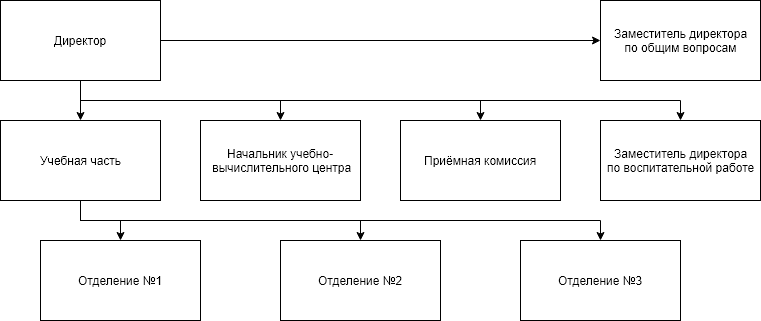 Директор
Заместитель директора
по общим вопросам
Учебная часть
Начальник учебно-
вычислительного центра
Приёмная комиссия
Заместитель директора
по воспитательной работе
Отделение №1
Отделение №2
Отделение №3